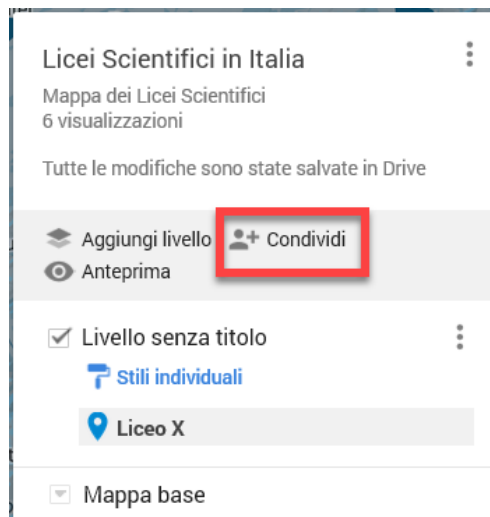 Licei Scientifici in Italia
Mappa dei Licei Scientifici
6 visualizzazioni
Tutte le modifiche sono state salvate in Drive
Aggiungi livello Condividi
Anteprima
Livello senza titolo
Stili individuali
Liceo X
Mappa base